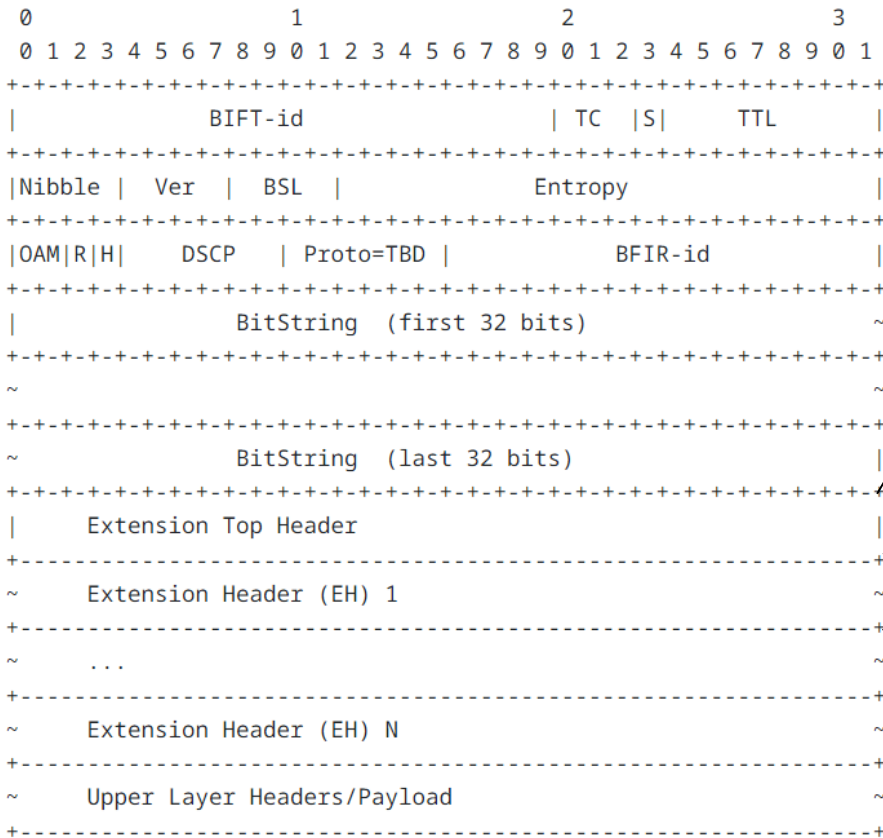 0                   1                   2                   3
 0 1 2 3 4 5 6 7 8 9 0 1 2 3 4 5 6 7 8 9 0 1 2 3 4 5 6 7 8 9 0 1
+-+-+-+-+-+-+-+-+-+-+-+-+-+-+-+-+-+-+-+-+-+-+-+-+-+-+-+-+-+-+-+-+
|              BIFT-id                  | TC  |S|     TTL       |
+-+-+-+-+-+-+-+-+-+-+-+-+-+-+-+-+-+-+-+-+-+-+-+-+-+-+-+-+-+-+-+-+
|Nibble |  Ver  |  BSL  |              Entropy                  |
+-+-+-+-+-+-+-+-+-+-+-+-+-+-+-+-+-+-+-+-+-+-+-+-+-+-+-+-+-+-+-+-+
|OAM|R|H|    DSCP   | Proto=TBD |            BFIR-id            |
+-+-+-+-+-+-+-+-+-+-+-+-+-+-+-+-+-+-+-+-+-+-+-+-+-+-+-+-+-+-+-+-+
|                BitString  (first 32 bits)                     ~
+-+-+-+-+-+-+-+-+-+-+-+-+-+-+-+-+-+-+-+-+-+-+-+-+-+-+-+-+-+-+-+-+
~                                                               ~
+-+-+-+-+-+-+-+-+-+-+-+-+-+-+-+-+-+-+-+-+-+-+-+-+-+-+-+-+-+-+-+-+
~                BitString  (last 32 bits)                      |
+-+-+-+-+-+-+-+-+-+-+-+-+-+-+-+-+-+-+-+-+-+-+-+-+-+-+-+-+-+-+-+-+
|     Extension Top Header                                      |
+---------------------------------------------------------------+
~     Extension Header (EH) 1                                   ~
+---------------------------------------------------------------+
~     ...                                                       ~
+---------------------------------------------------------------+
~     Extension Header (EH) N                                   ~
+---------------------------------------------------------------+
~     Upper Layer Headers/Payload                               ~
+---------------------------------------------------------------+